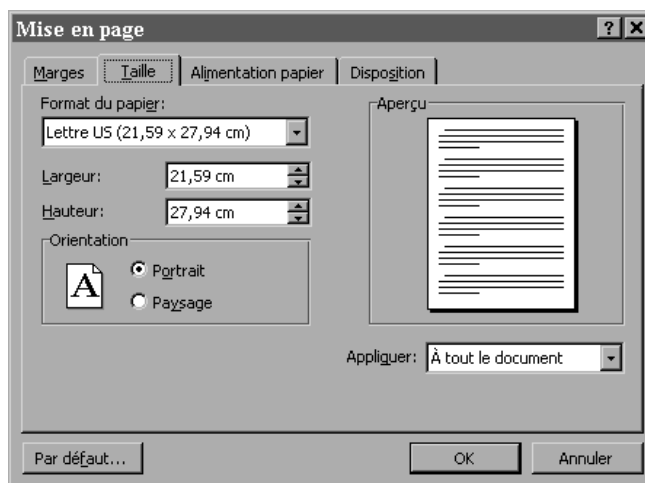 Mise en page
Marges Taille Alimentation papier Disposition
Format du papier:
Lettre US (21,59 x 27,94 cm)
Largeur: 21,59 cm
Hauteur: 27,94 cm
Orientation
A
Portrait
Paysage
Aperçu
Appliquer: À tout le document
Par défaut... OK Annuler